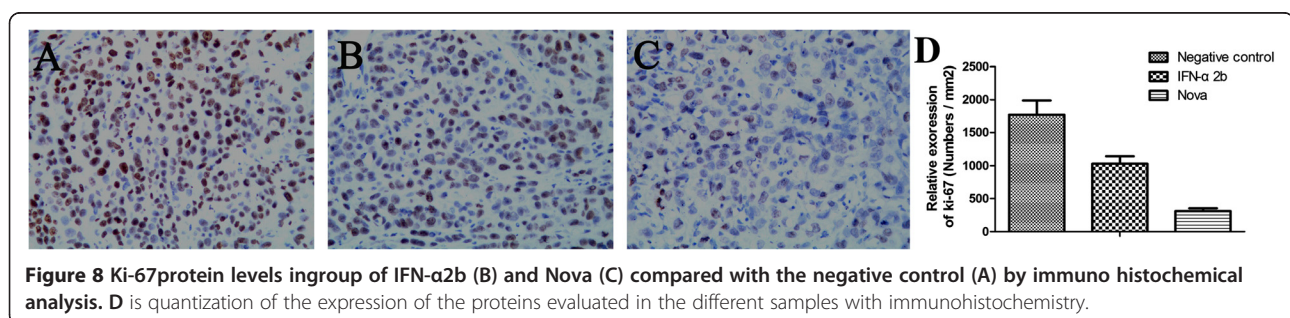 A
B
C
D
Negative control
IFN-α 2b
Nova
Relative exoression
of ki-67 (Numbers / mm2)
2500
2000
1500
1000
500
0
Figure 8 Ki-67protein levels ingroup of IFN-α2b (B) and Nova (C) compared with the negative control (A) by immuno histochemical
analysis. D is quantization of the expression of the proteins evaluated in the different samples with immunohistochemistry.